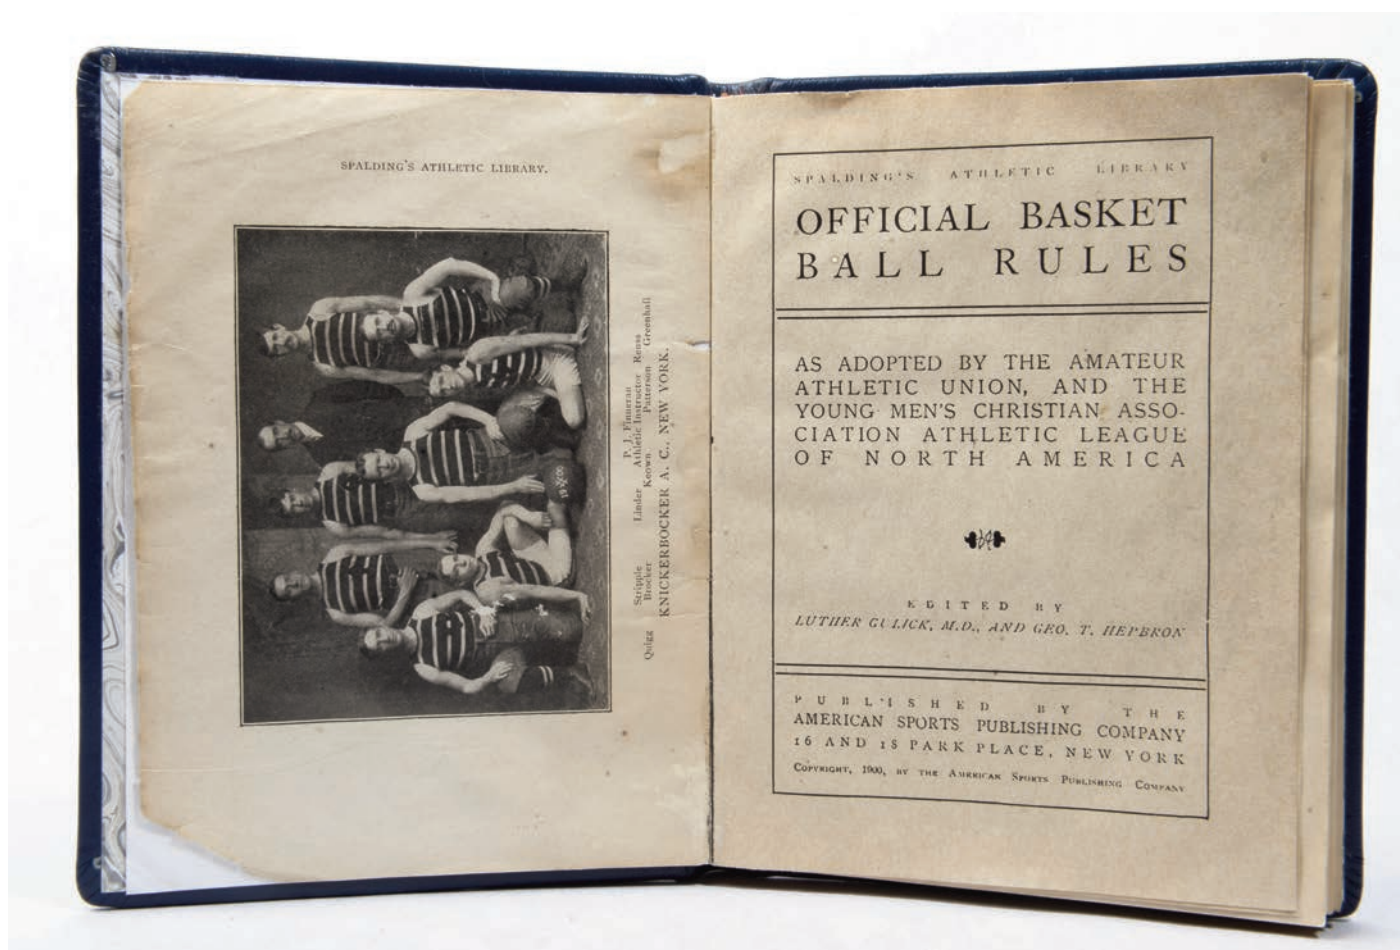 SPALDING'S ATHLETIC LIBRARY.
P. J. Finneran
Quigg Stripple Linder Athletic Instructor Reuss
Brocker Keown Patterson Greenhall
KNICKERBOCKER A. C., NEW YORK.
SPALDING'S ATHLETIC LIBRARY
OFFICIAL BASKET
BALL RULES
AS ADOPTED BY THE AMATEUR
ATHLETIC UNION, AND THE
YOUNG MEN'S CHRISTIAN ASSO-
CIATION ATHLETIC LEAGUE
OF NORTH AMERICA
EDITED BY
LUTHER GULICK, M.D., AND GEO. T. HEPBRON
PUBLISHED BY THE
AMERICAN SPORTS PUBLISHING COMPANY
16 AND 18 PARK PLACE, NEW YORK
COPYRIGHT, 1900, BY THE AMERICAN SPORTS PUBLISHING COMPANY